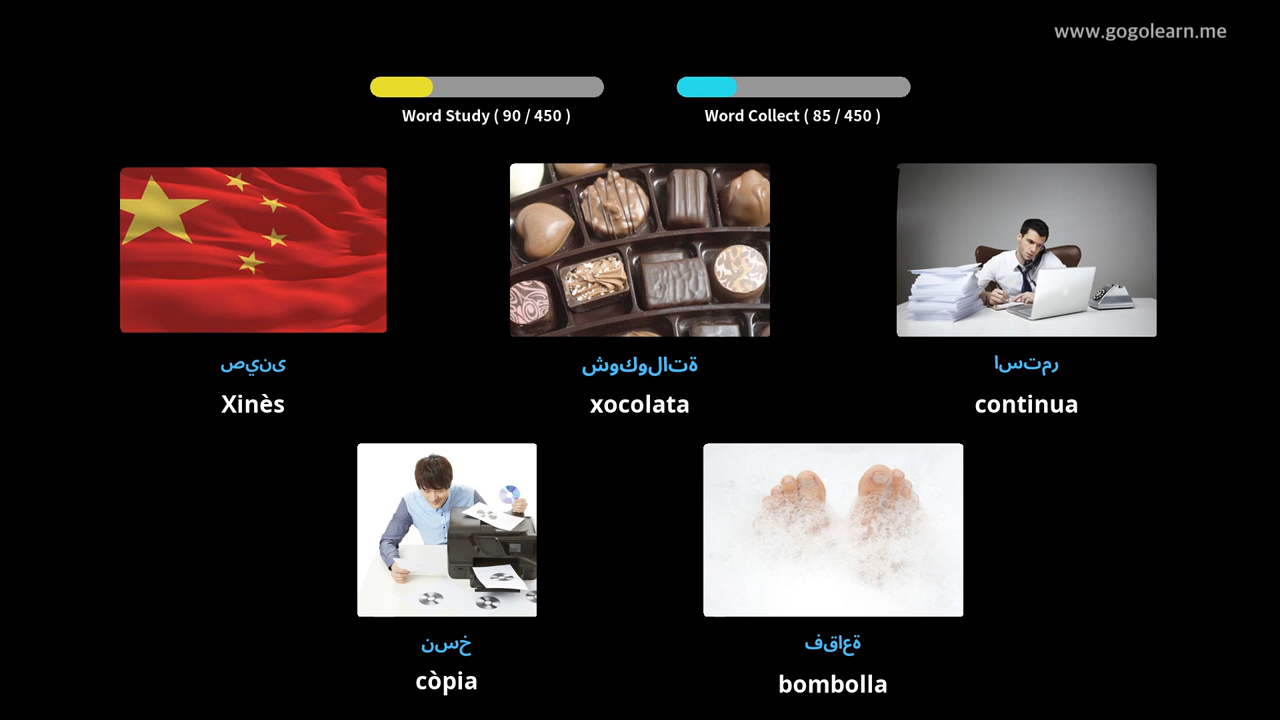 www.gogolearn.me
Word Study ( 90 / 450 )
Word Collect ( 85 / 450 )
صينى
شوكولاتة
استمر
Xinès
xocolata
continua
نسخ
فقاعة
còpia
bombolla